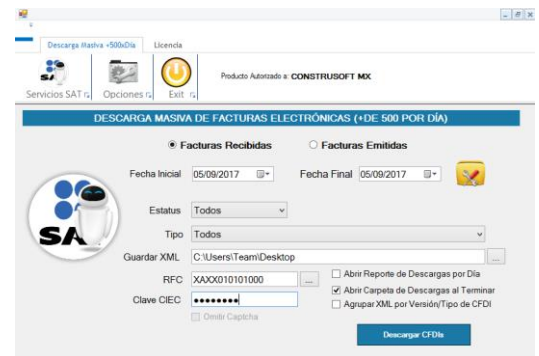 Descarga Masiva +500xDía Licencia
Servicios SAT Opciones Exit
Producto Autorizado a: CONSTRUSOFT MX
DESCARGA MASIVA DE FACTURAS ELECTRÓNICAS (+DE 500 POR DÍA)
Facturas Recibidas Facturas Emitidas
Fecha Inicial 05/09/2017 Fecha Final 05/09/2017
Estatus Todos
Tipo Todos
SA
Guardar XML C:\Users\Team\Desktop ...
RFC XAXX010101000 ... Abrir Reporte de Descargas por Día
Abrir Carpeta de Descargas al Terminar
Clave CIEC ●●●●●●●● Agrupar XML por Versión/Tipo de CFDI
Omitir Captcha
Descargar CFDIs